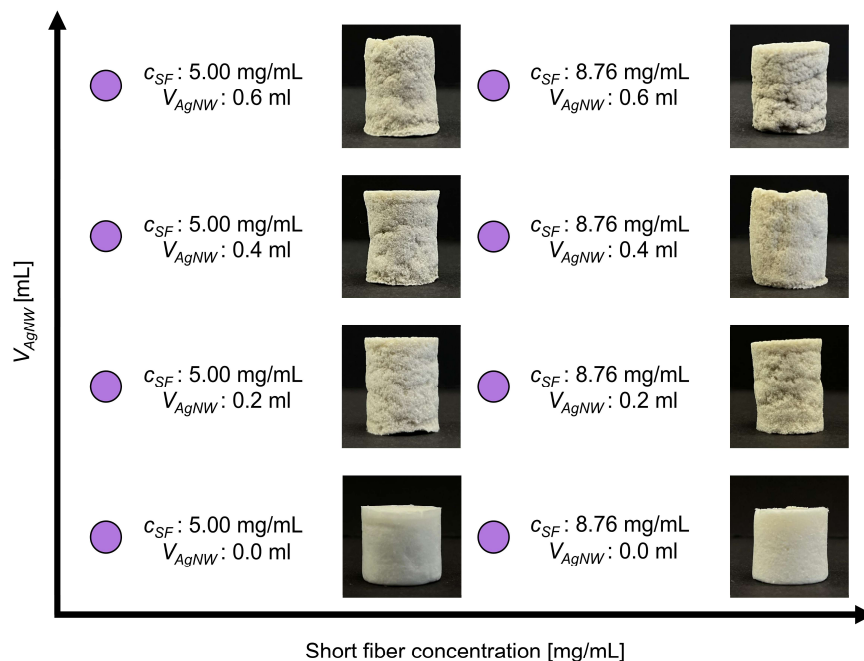 c_SF : 5.00 mg/mL
V_AgNW : 0.6 ml
c_SF : 8.76 mg/mL
V_AgNW : 0.6 ml
c_SF : 5.00 mg/mL
V_AgNW : 0.4 ml
c_SF : 8.76 mg/mL
V_AgNW : 0.4 ml
V_AgNW [mL]
c_SF : 5.00 mg/mL
V_AgNW : 0.2 ml
c_SF : 8.76 mg/mL
V_AgNW : 0.2 ml
c_SF : 5.00 mg/mL
V_AgNW : 0.0 ml
c_SF : 8.76 mg/mL
V_AgNW : 0.0 ml
Short fiber concentration [mg/mL]